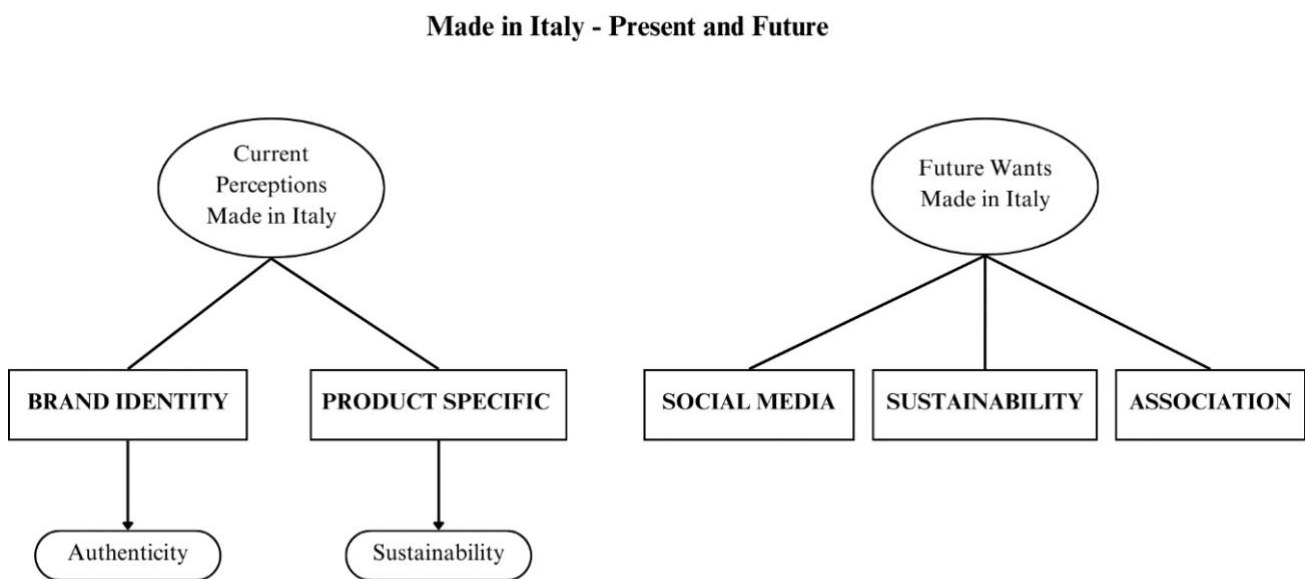 Made in Italy - Present and Future
Current
Perceptions
Made in Italy
Future Wants
Made in Italy
BRAND IDENTITY
PRODUCT SPECIFIC
SOCIAL MEDIA
SUSTAINABILITY
ASSOCIATION
Authenticity
Sustainability